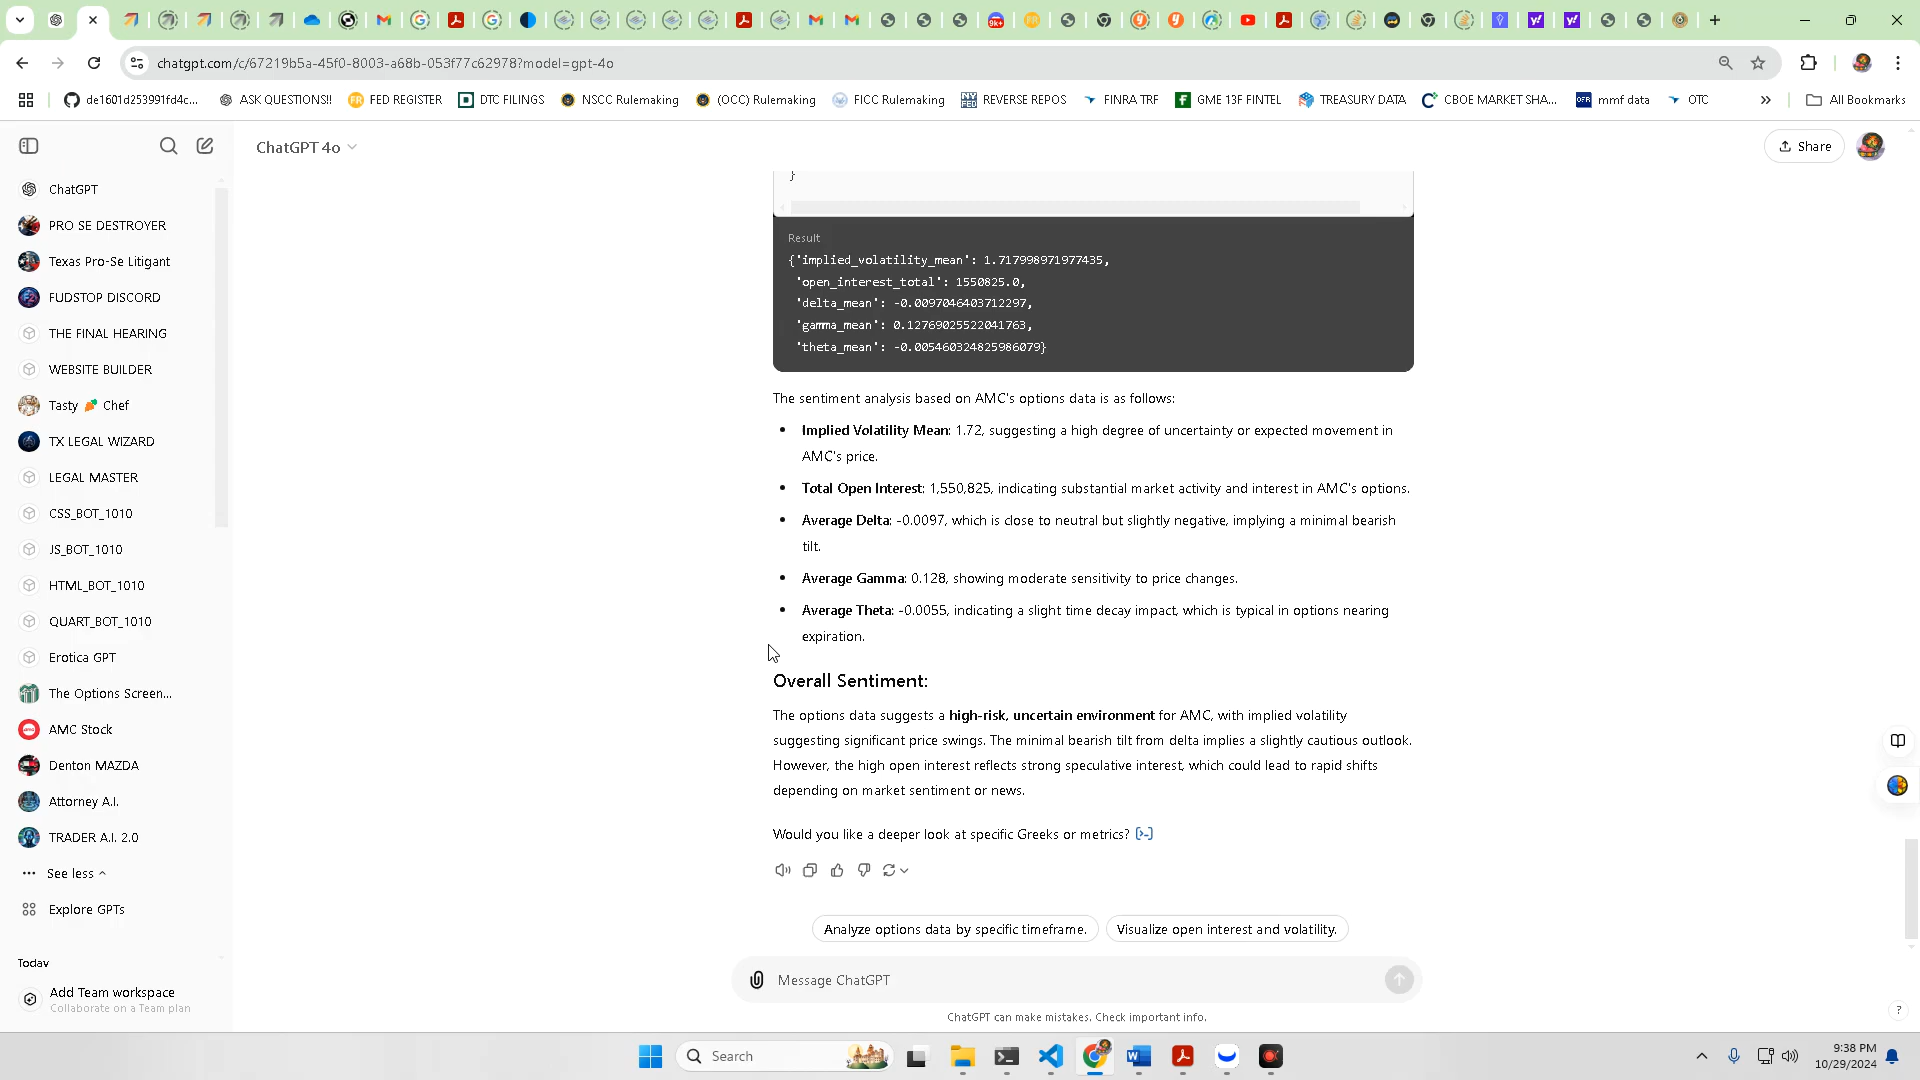 chatgpt.com/c/67219b5a-45f0-8003-a68b-053f77c62978?model=gpt-4o
de1601d253991fd4c...
ASK QUESTIONS!!
FED REGISTER
DTC FILINGS
NSCC Rulemaking
(OCC) Rulemaking
FICC Rulemaking
REVERSE REPOS
FINRA TRF
GME 13F FINTEL
TREASURY DATA
CBOE MARKET SHA...
mmf data
OTC
All Bookmarks
ChatGPT 4o
Share
ChatGPT
PRO SE DESTROYER
Texas Pro-Se Litigant
FUDSTOP DISCORD
THE FINAL HEARING
WEBSITE BUILDER
Tasty 🥕 Chef
TX LEGAL WIZARD
LEGAL MASTER
CSS_BOT_1010
JS_BOT_1010
HTML_BOT_1010
QUART_BOT_1010
Erotica GPT
The Options Screen...
AMC Stock
Denton MAZDA
Attorney A.I.
TRADER A.I. 2.0
See less
Explore GPTs
Today
Add Team workspace
Collaborate on a Team plan
}
Result
{'implied_volatility_mean': 1.717998971977435,
'open_interest_total': 1550825.0,
'delta_mean': -0.0097046403712297,
'gamma_mean': 0.12769025522041763,
'theta_mean': -0.005460324825986079}
The sentiment analysis based on AMC's options data is as follows:
• Implied Volatility Mean: 1.72, suggesting a high degree of uncertainty or expected movement in
AMC's price.
• Total Open Interest: 1,550,825, indicating substantial market activity and interest in AMC's options.
• Average Delta: -0.0097, which is close to neutral but slightly negative, implying a minimal bearish
tilt.
• Average Gamma: 0.128, showing moderate sensitivity to price changes.
• Average Theta: -0.0055, indicating a slight time decay impact, which is typical in options nearing
expiration.
Overall Sentiment:
The options data suggests a high-risk, uncertain environment for AMC, with implied volatility
suggesting significant price swings. The minimal bearish tilt from delta implies a slightly cautious outlook.
However, the high open interest reflects strong speculative interest, which could lead to rapid shifts
depending on market sentiment or news.
Would you like a deeper look at specific Greeks or metrics? [>-]
Analyze options data by specific timeframe.
Visualize open interest and volatility.
Message ChatGPT
ChatGPT can make mistakes. Check important info.
?
Search
9:38 PM
10/29/2024